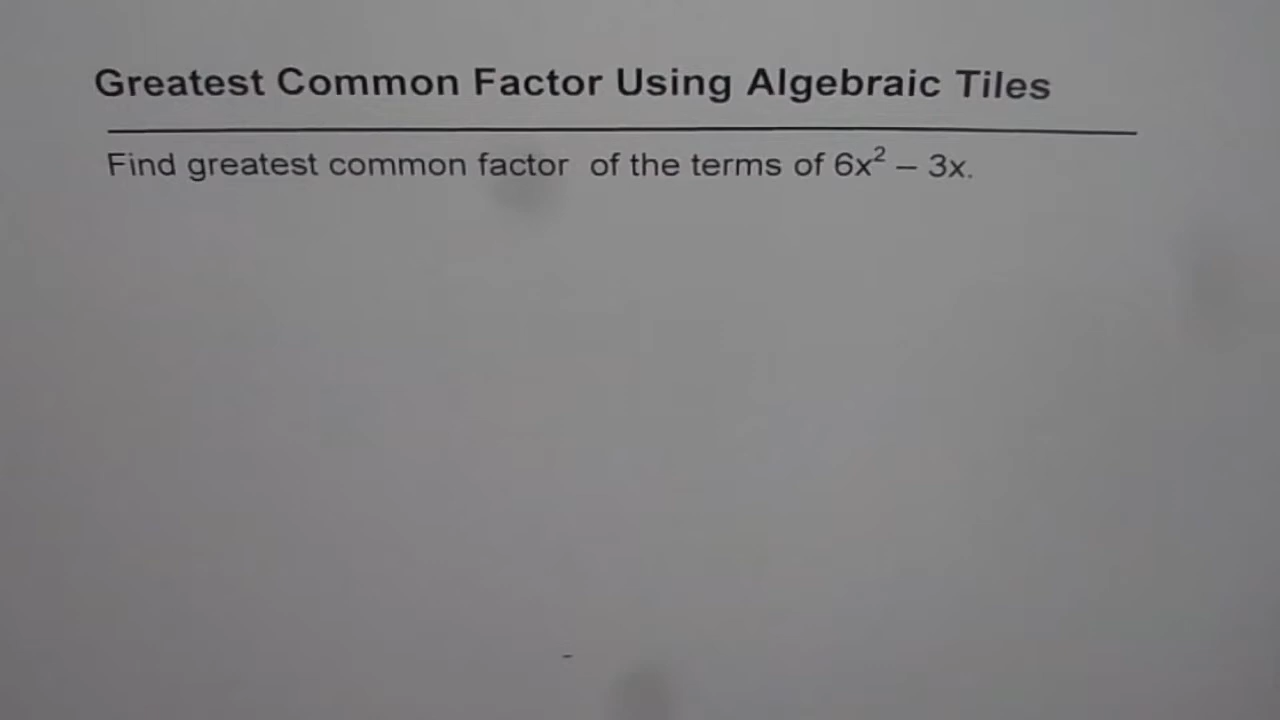 Greatest Common Factor Using Algebraic Tiles
Find greatest common factor of the terms of 6x² – 3x.